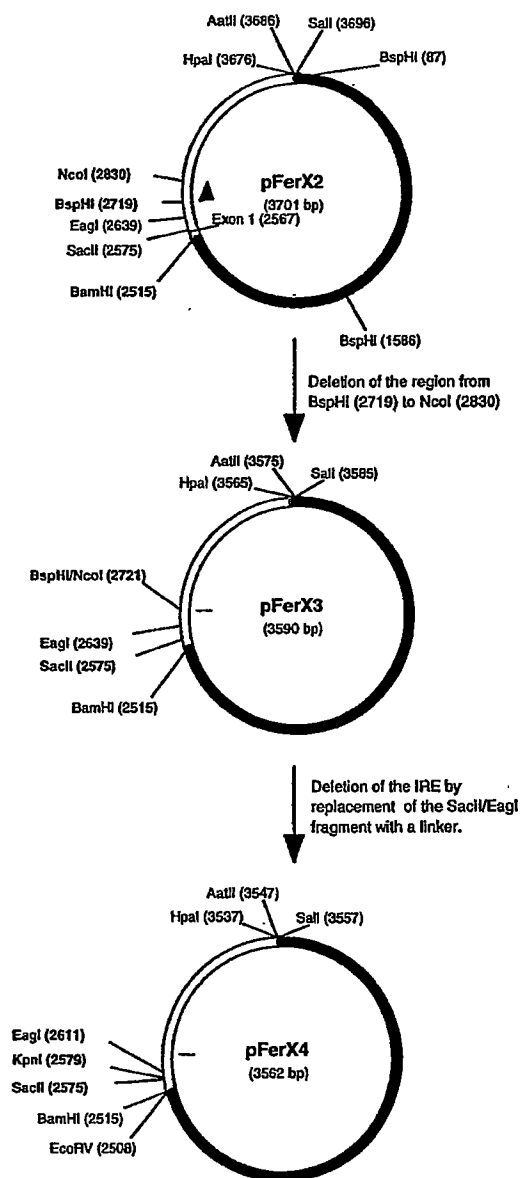 AatII (3686)
SalI (3696)
HpaI (3676)
BspHI (87)
NcoI (2830)
pFerX2
(3701 bp)
BspHI (2719)
EagI (2639)
Exon 1 (2567)
SacII (2575)
BamHI (2515)
BspHI (1586)
Deletion of the region from
BspHI (2719) to NcoI (2830)
AatII (3575)
SalI (3585)
HpaI (3565)
BspHI/NcoI (2721)
pFerX3
(3590 bp)
EagI (2639)
SacII (2575)
BamHI (2515)
Deletion of the IRE by
replacement of the SacII/EagI
fragment with a linker.
AatII (3547)
HpaI (3537)
SalI (3557)
EagI (2611)
KpnI (2579)
pFerX4
(3562 bp)
SacII (2575)
BamHI (2515)
EcoRV (2508)